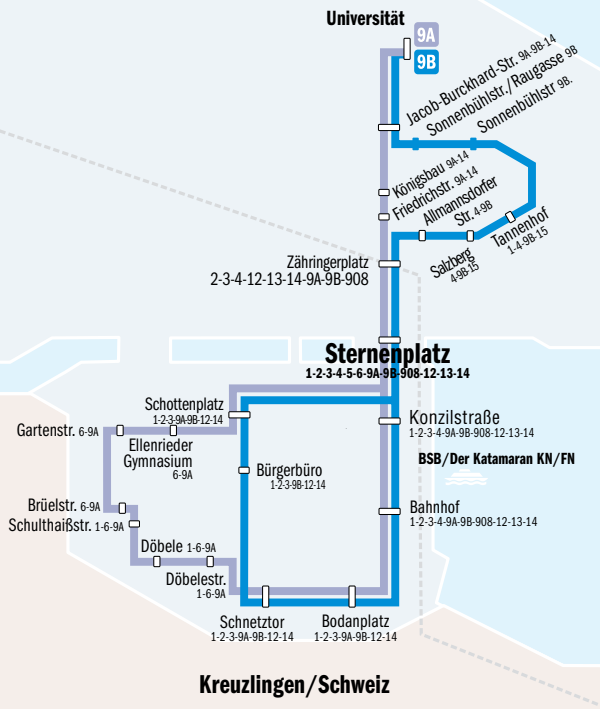 Universität
9A
9B
Jacob-Burckhard-Str. 9A-9B-14
Sonnenbühlstr./Raugasse 9B
Sonnenbühlstr 9B.
Königsbau 9A-14
Friedrichstr. 9A-14
Allmannsdorfer
Str. 4-9B
Tannenhof
1-4-9B-15
Salzberg
4-9B-15
Zähringerplatz
2-3-4-12-13-14-9A-9B-908
Sternenplatz
1-2-3-4-5-6-9A-9B-908-12-13-14
Schottenplatz
1-2-3-9A-9B-12-14
Konzilstraße
1-2-3-4-9A-9B-908-12-13-14
Gartenstr. 6-9A
Ellenrieder
Gymnasium
6-9A
BSB/Der Katamaran KN/FN
Bürgerbüro
1-2-3-9B-12-14
Brüelstr. 6-9A
Schulthaißstr. 1-6-9A
Bahnhof
1-2-3-4-9A-9B-908-12-13-14
Döbele 1-6-9A
Döbelestr.
1-6-9A
Schnetztor
1-2-3-9A-9B-12-14
Bodanplatz
1-2-3-9A-9B-12-14
Kreuzlingen/Schweiz